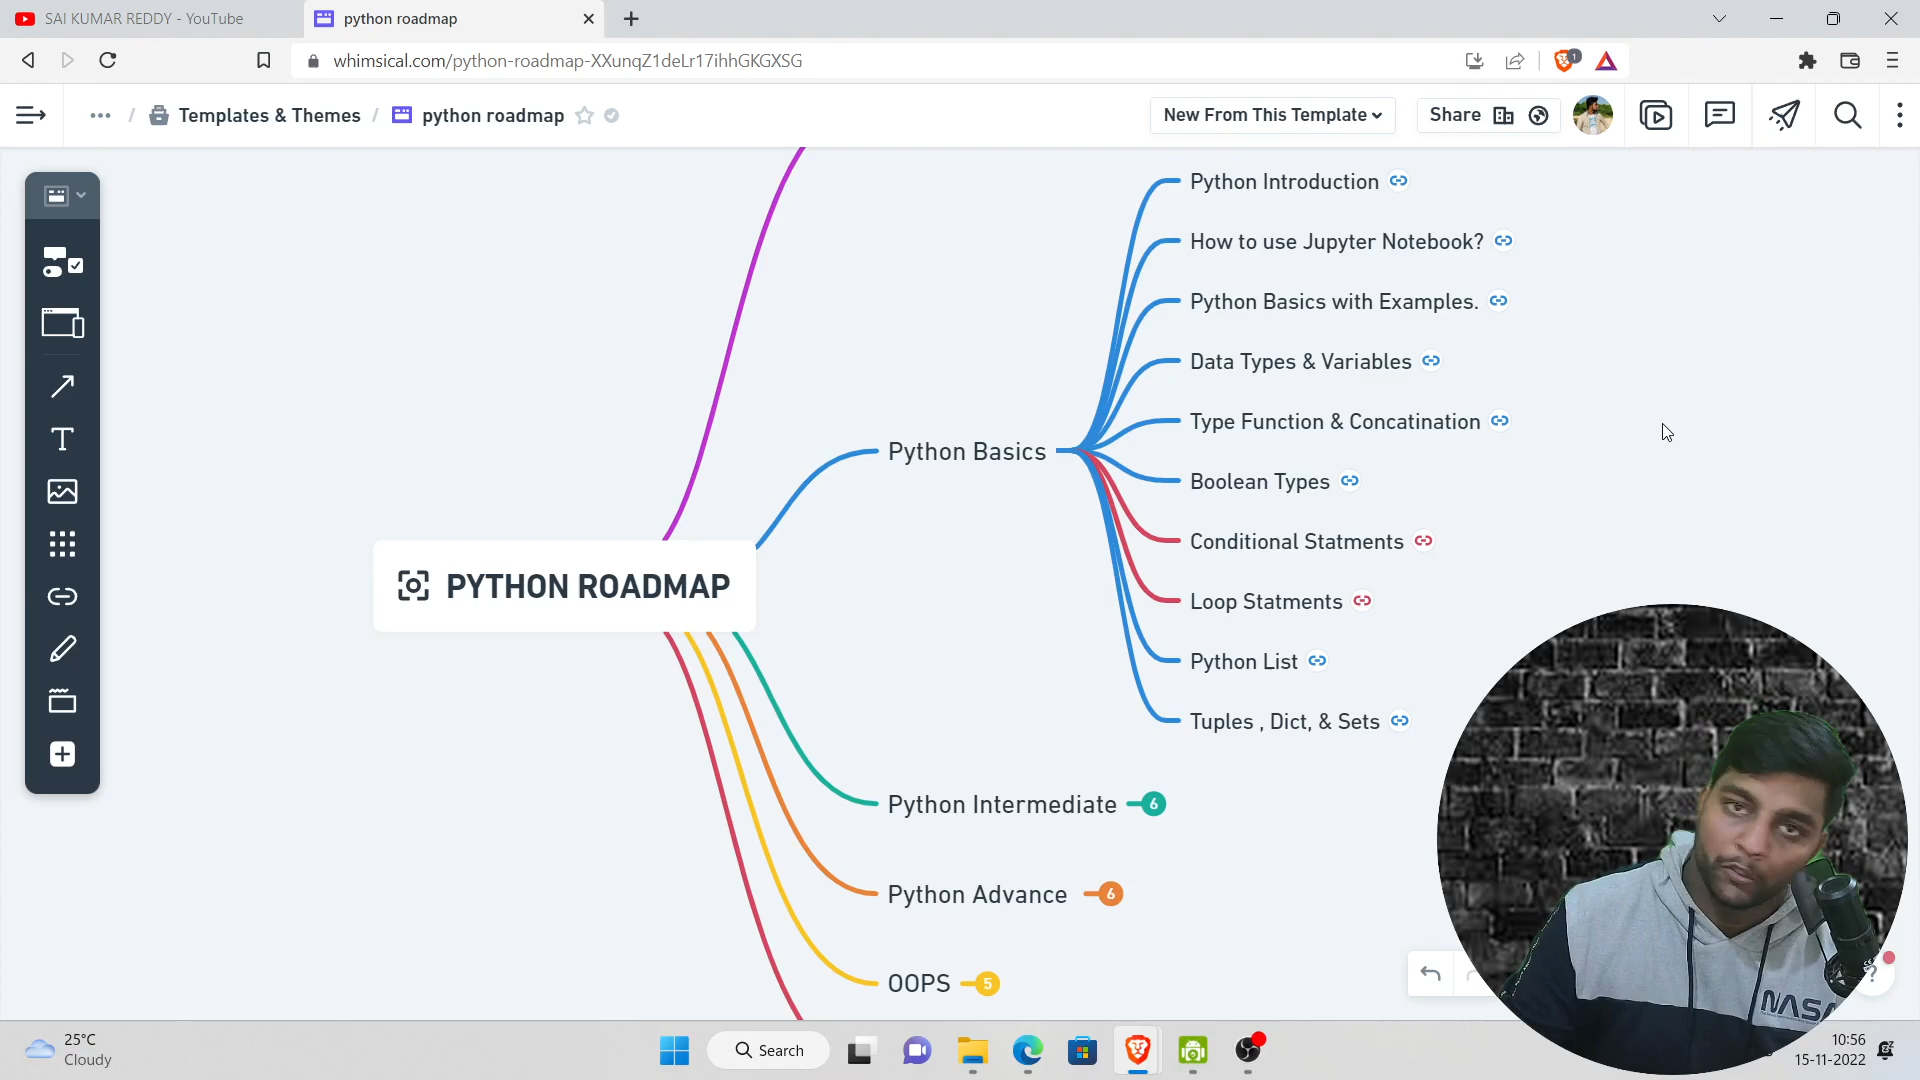 SAI KUMAR REDDY - YouTube
python roadmap
whimsical.com/python-roadmap-XXunqZ1deLr17ihhGKGXSG
1
... / Templates & Themes / python roadmap
New From This Template
Share
Python Introduction
How to use Jupyter Notebook?
Python Basics with Examples.
Data Types & Variables
Type Function & Concatination
Python Basics
Boolean Types
Conditional Statments
PYTHON ROADMAP
Loop Statments
Python List
Tuples , Dict, & Sets
Python Intermediate 6
Python Advance 6
OOPS 5
?
NASA
25°C
Cloudy
Search
10:56
15-11-2022